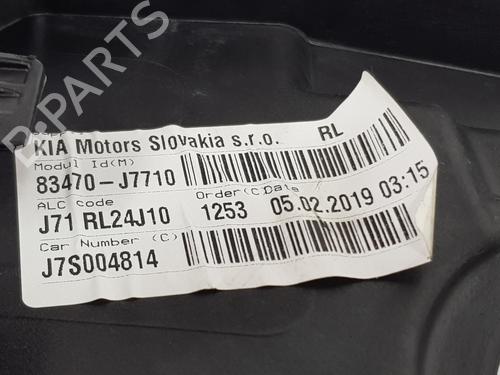 B-PARTS
KIA Motors Slovakia s.r.o. RL
Modul Id(M)
83470-J7710
ALC code Order(C) Date
J71 RL24J10 1253 05.02.2019 03:15
Car Number (C)
J7S004814